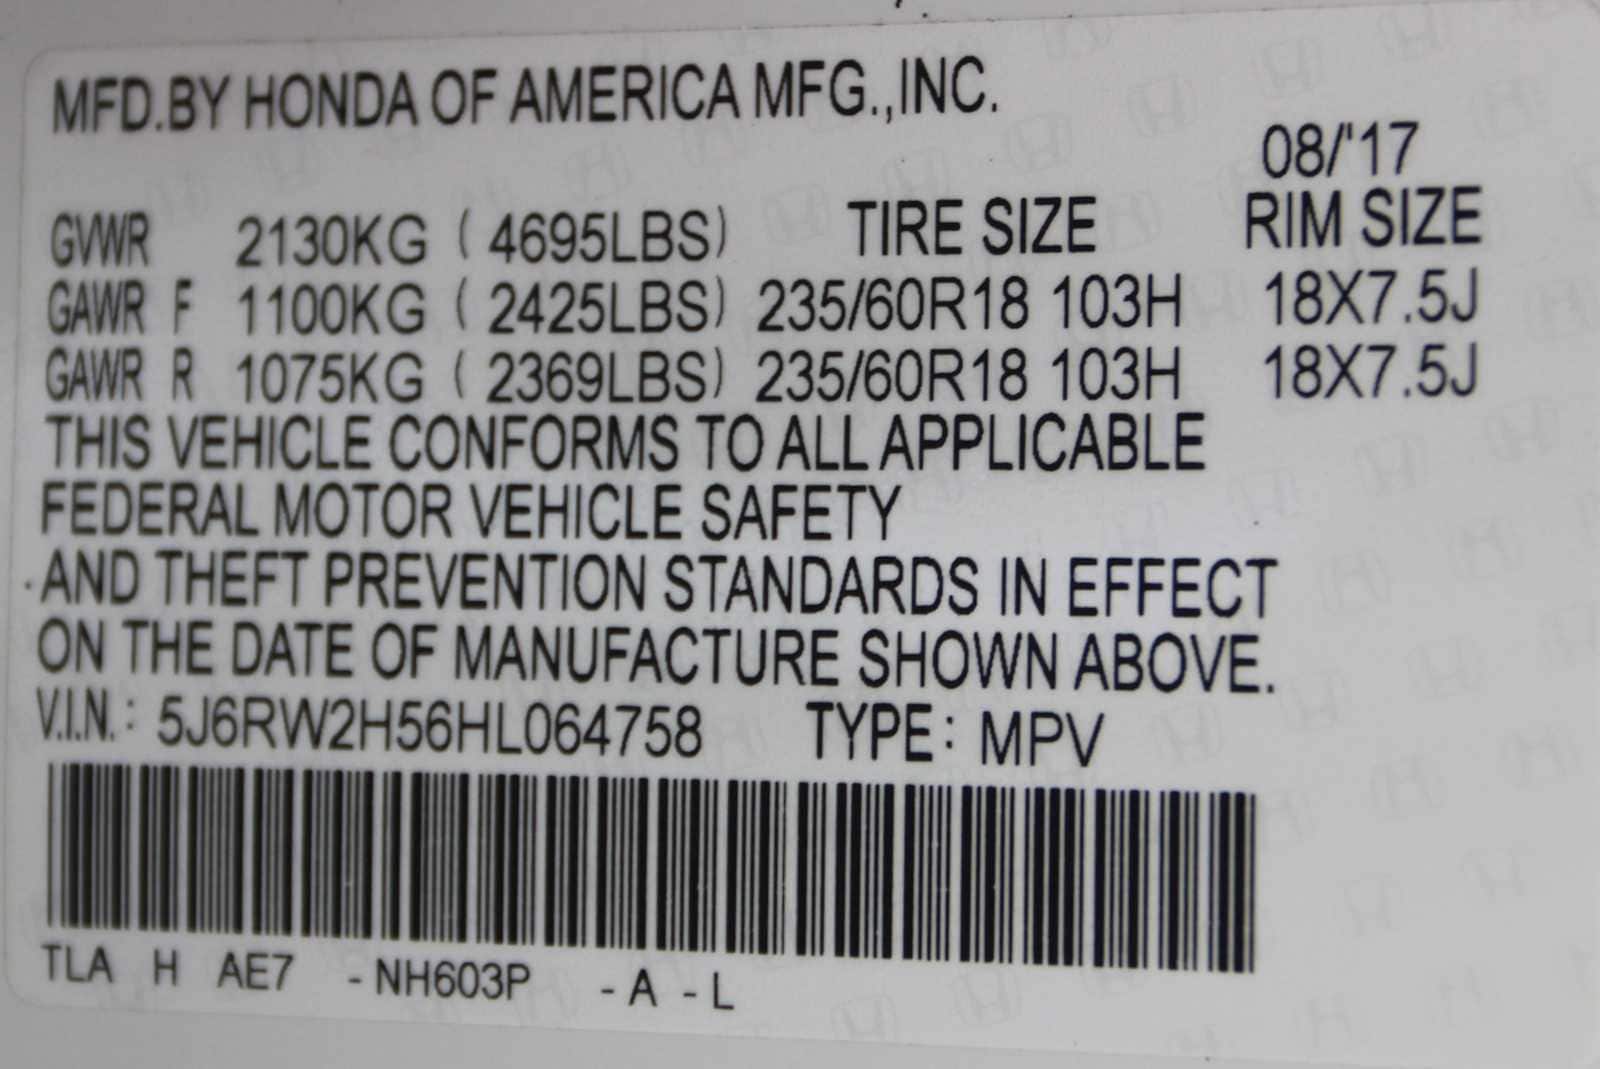 MFD.BY HONDA OF AMERICA MFG.,INC.
08/'17
GVWR 2130KG ( 4695LBS) TIRE SIZE RIM SIZE
GAWR F 1100KG ( 2425LBS) 235/60R18 103H 18X7.5J
GAWR R 1075KG ( 2369LBS) 235/60R18 103H 18X7.5J
THIS VEHICLE CONFORMS TO ALL APPLICABLE
FEDERAL MOTOR VEHICLE SAFETY
AND THEFT PREVENTION STANDARDS IN EFFECT
ON THE DATE OF MANUFACTURE SHOWN ABOVE.
V.I.N.: 5J6RW2H56HL064758 TYPE: MPV
TLA H AE7 -NH603P -A -L